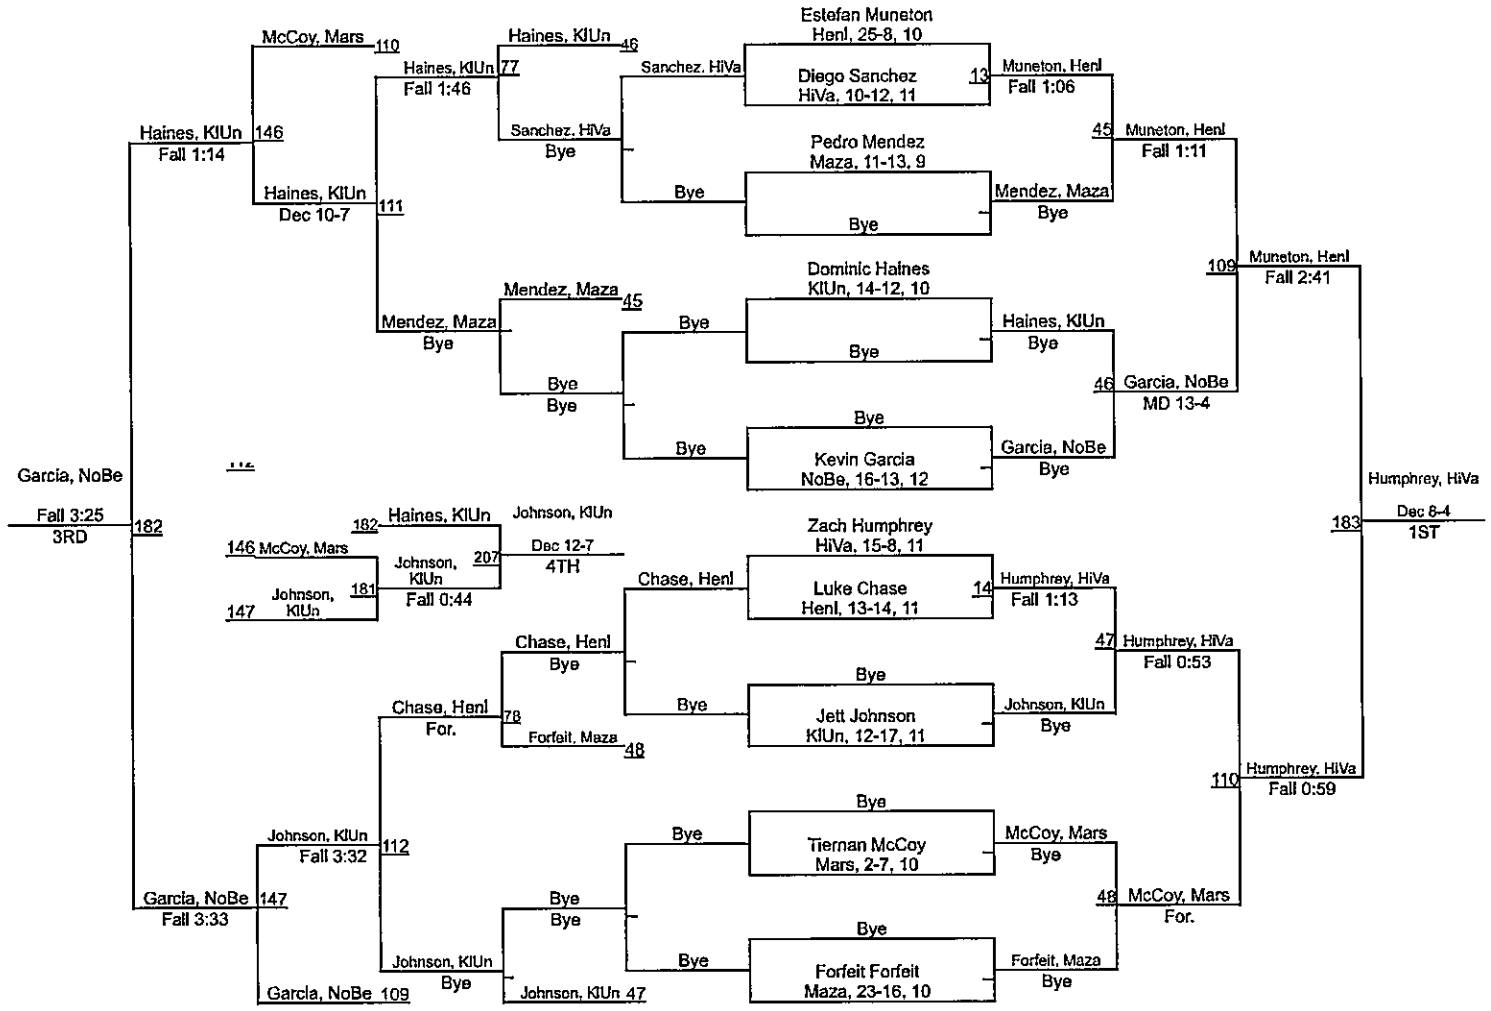 Estefan Muneton
Henl, 25-8, 10
McCoy, Mars 110
Haines, KlUn 46
Haines, KlUn 77
Fall 1:46
Sanchez, HiVa
Diego Sanchez
HiVa, 10-12, 11
13 Muneton, Henl
Fall 1:06
Haines, KlUn 146
Fall 1:14
Sanchez, HiVa
Bye
Pedro Mendez
Maza, 11-13, 9
45 Muneton, Henl
Fall 1:11
Haines, KlUn
Dec 10-7
111
Bye
Bye
Mendez, Maza
Bye
Dominic Haines
KlUn, 14-12, 10
109 Muneton, Henl
Fall 2:41
Mendez, Maza 45
Mendez, Maza
Bye
Bye
Bye
Haines, KlUn
Bye
Bye
Bye
46 Garcia, NoBe
MD 13-4
Bye
Bye
Kevin Garcia
NoBe, 16-13, 12
Garcia, NoBe
Bye
Garcia, NoBe
Fall 3:25
3RD
182
182 Haines, KlUn
Johnson, KlUn
Dec 12-7
4TH
207
Zach Humphrey
HiVa, 15-8, 11
Humphrey, HiVa
183 Dec 8-4
1ST
146 McCoy, Mars
147 Johnson,
KlUn
181
Johnson,
KlUn
Fall 0:44
Chase, Henl
Luke Chase
Henl, 13-14, 11
14 Humphrey, HiVa
Fall 1:13
Chase, Henl
Bye
47 Humphrey, HiVa
Fall 0:53
Chase, Henl
For.
78
Forfeit, Maza 48
Bye
Bye
Jett Johnson
KlUn, 12-17, 11
Johnson, KlUn
Bye
110 Humphrey, HiVa
Fall 0:59
Johnson, KlUn
Fall 3:32
112
Bye
Bye
Tiernan McCoy
Mars, 2-7, 10
McCoy, Mars
Bye
Garcia, NoBe 147
Fall 3:33
Bye
Bye
48 McCoy, Mars
For.
Johnson, KlUn
Bye
Bye
Bye
Forfeit Forfeit
Maza, 23-16, 10
Forfeit, Maza
Bye
Garcia, NoBe 109
Johnson, KlUn 47